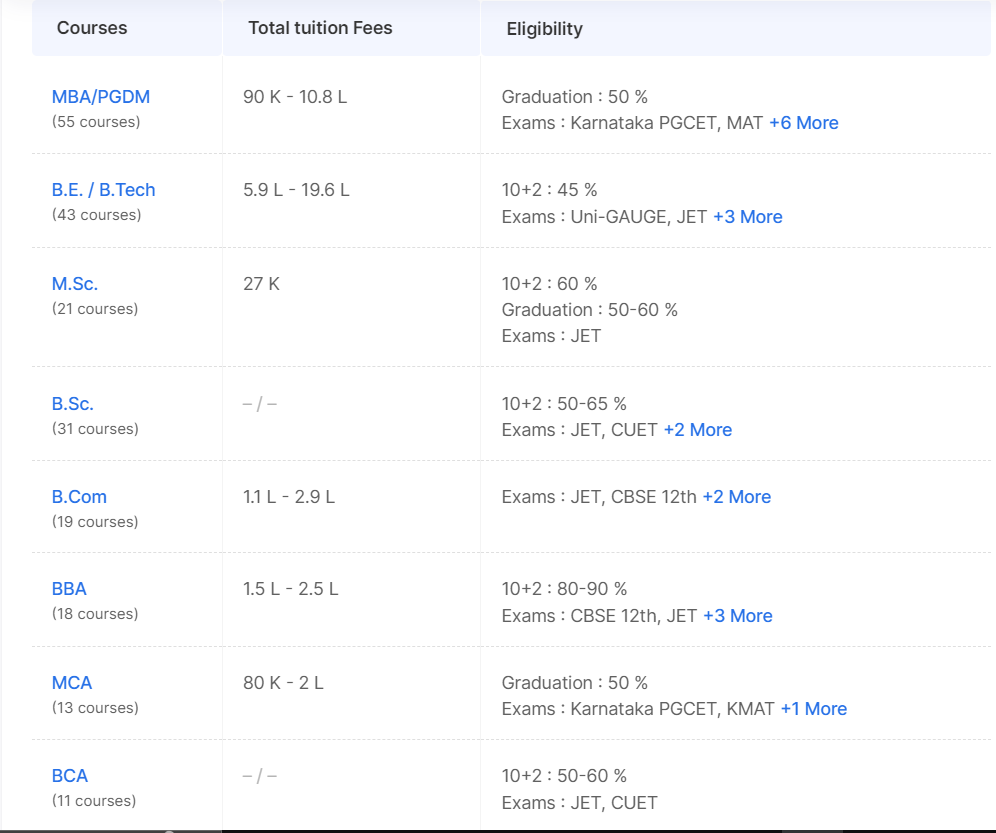 Courses Total tuition Fees Eligibility
MBA/PGDM 90 K - 10.8 L Graduation : 50 %
(55 courses) Exams : Karnataka PGCET, MAT +6 More
B.E. / B.Tech 5.9 L - 19.6 L 10+2 : 45 %
(43 courses) Exams : Uni-GAUGE, JET +3 More
M.Sc. 27 K 10+2 : 60 %
(21 courses) Graduation : 50-60 %
Exams : JET
B.Sc. – / – 10+2 : 50-65 %
(31 courses) Exams : JET, CUET +2 More
B.Com 1.1 L - 2.9 L Exams : JET, CBSE 12th +2 More
(19 courses)
BBA 1.5 L - 2.5 L 10+2 : 80-90 %
(18 courses) Exams : CBSE 12th, JET +3 More
MCA 80 K - 2 L Graduation : 50 %
(13 courses) Exams : Karnataka PGCET, KMAT +1 More
BCA – / – 10+2 : 50-60 %
(11 courses) Exams : JET, CUET